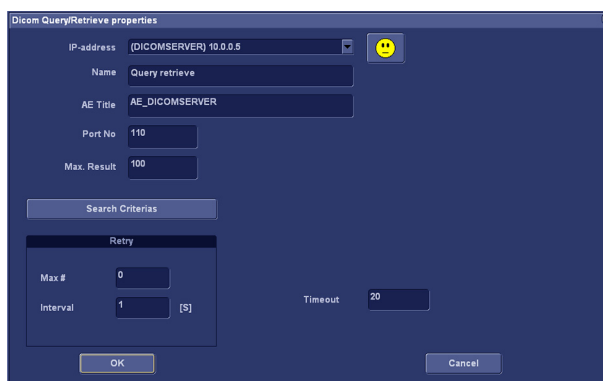 Dicom Query/Retrieve properties
IP-address (DICOMSERVER) 10.0.0.5
Name Query retrieve
AE Title AE_DICOMSERVER
Port No 110
Max. Result 100
Search Criterias
Retry
Max # 0
Interval 1 [S]
Timeout 20
OK Cancel